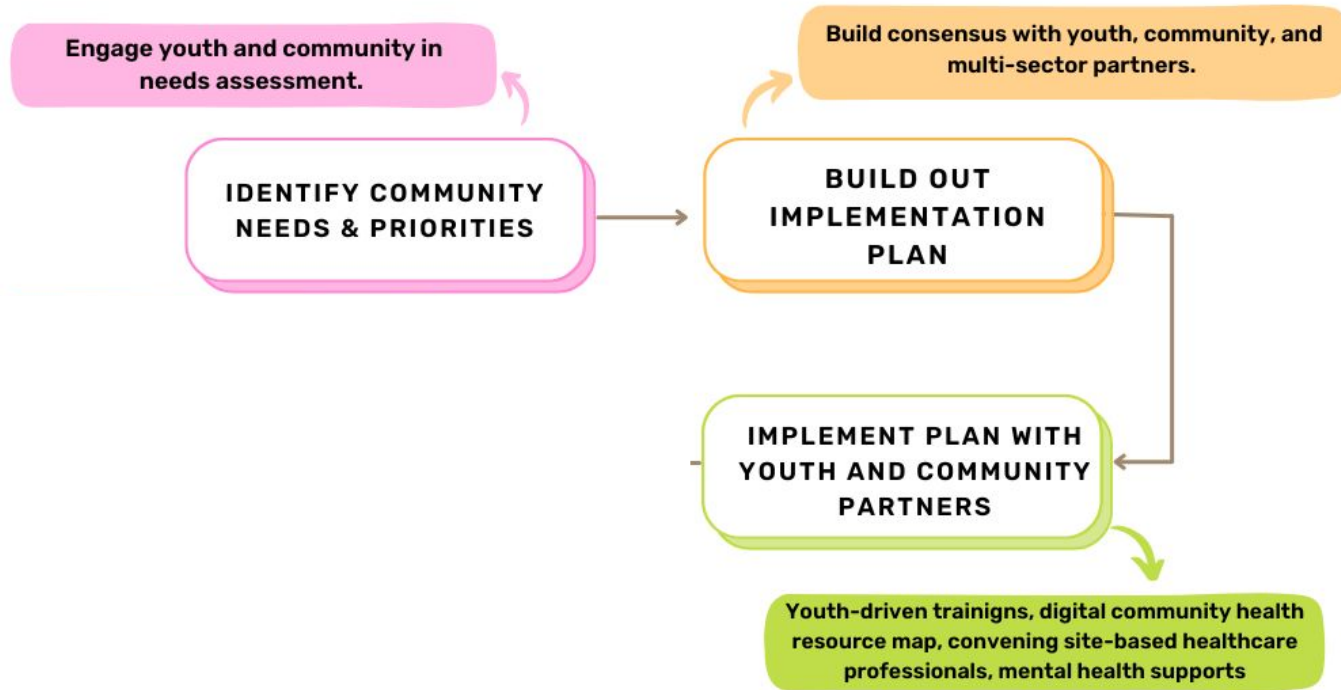 Engage youth and community in
needs assessment.
Build consensus with youth, community, and
multi-sector partners.
IDENTIFY COMMUNITY
NEEDS & PRIORITIES
BUILD OUT
IMPLEMENTATION
PLAN
IMPLEMENT PLAN WITH
YOUTH AND COMMUNITY
PARTNERS
Youth-driven trainigns, digital community health
resource map, convening site-based healthcare
professionals, mental health supports